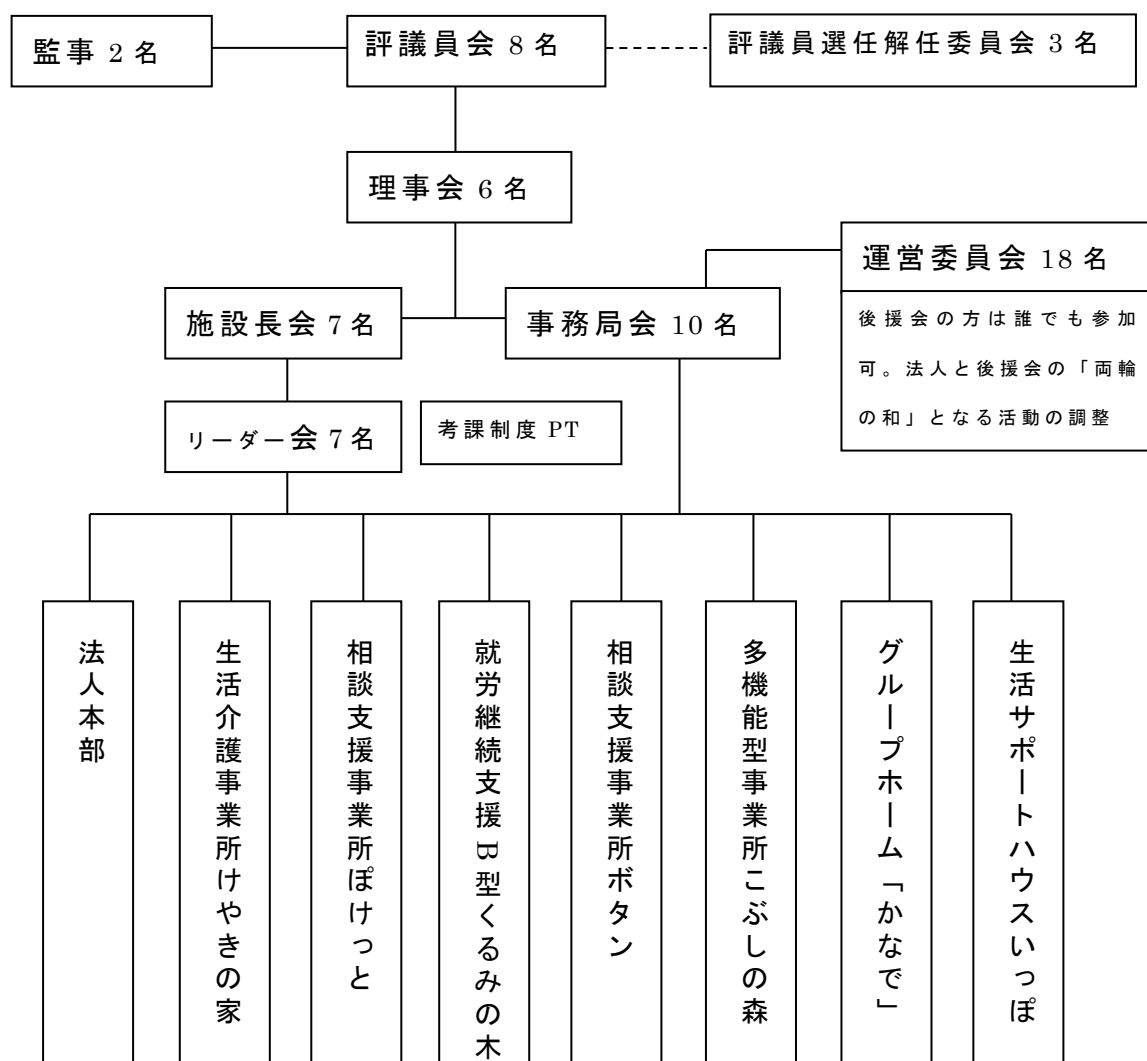 監事 2 名
評議員会 8 名
評議員選任解任委員会 3 名
理事会 6 名
運営委員会 18 名
後援会の方は誰でも参加
可。法人と後援会の「両輪
の和」となる活動の調整
施設長会 7 名
事務局会 10 名
リーダー会 7 名
考課制度 PT
法人本部
生活介護事業所けやきの家
相談支援事業所ぽけっと
就労継続支援B型くるみの木
相談支援事業所ボタン
多機能型事業所こぶしの森
グループホーム「かなで」
生活サポートハウスいっぽ